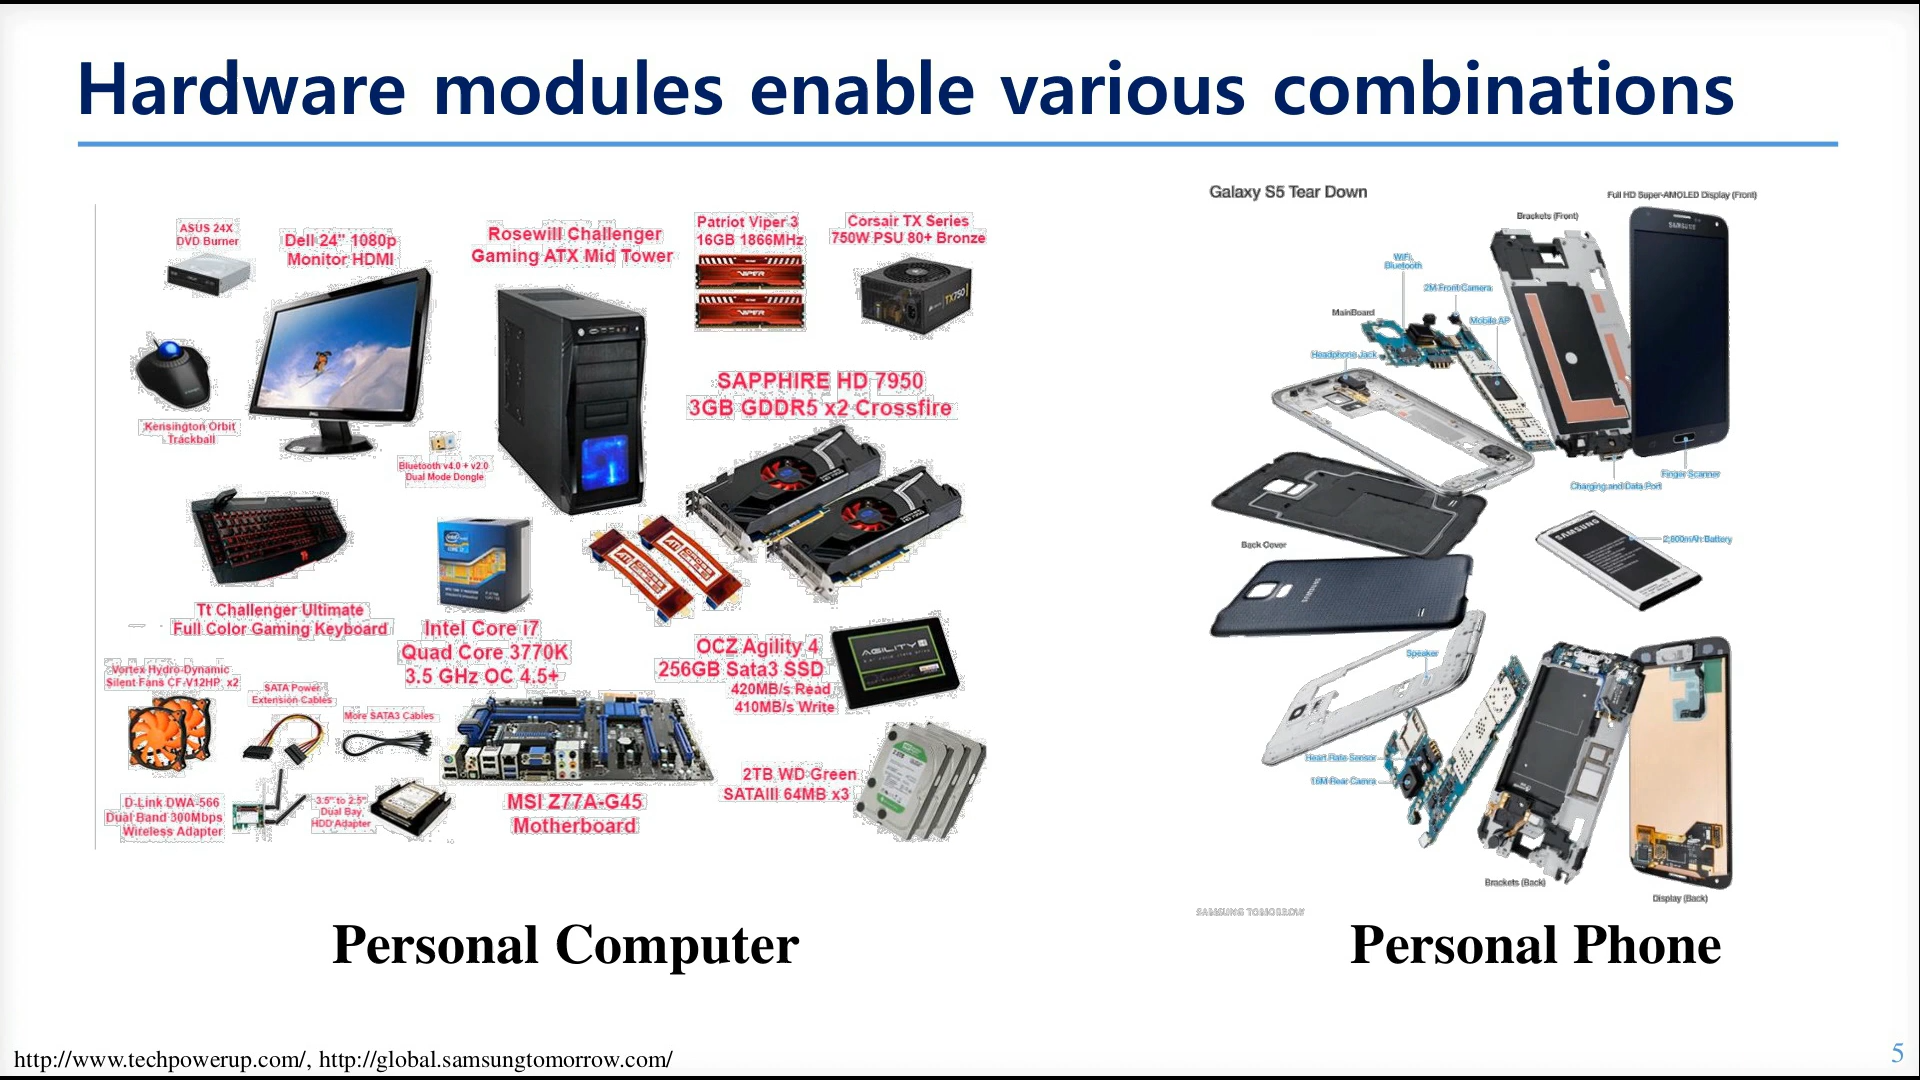 Hardware modules enable various combinations
ASUS 24X
DVD Burner
Dell 24" 1080p
Monitor HDMI
Rosewill Challenger
Gaming ATX Mid Tower
Patriot Viper 3
16GB 1866MHz
Corsair TX Series
750W PSU 80+ Bronze
VIPER
VIPER
TX750
Kensington Orbit
Trackball
Bluetooth v4.0 + v2.0
Dual Mode Dongle
SAPPHIRE HD 7950
3GB GDDR5 x2 Crossfire
Tt Challenger Ultimate
Full Color Gaming Keyboard
Intel Core i7
Quad Core 3770K
3.5 GHz OC 4.5+
OCZ Agility 4
256GB Sata3 SSD
420MB/s Read
410MB/s Write
AGILITY
Vortex Hydro-Dynamic
Silent Fans CF-V12HP x2
SATA Power
Extension Cables
More SATA3 Cables
D-Link DWA-566
Dual Band 300Mbps
Wireless Adapter
3.5" to 2.5"
Dual Bay
HDD Adapter
MSI Z77A-G45
Motherboard
2TB WD Green
SATAIII 64MB x3
Personal Computer
Galaxy S5 Tear Down
Full HD Super-AMOLED Display (Front)
Brackets (Front)
SAMSUNG
WiFi,
Bluetooth
2M Front Camera
MainBoard
Mobile AP
Headphone Jack
Finger Scanner
Charging and Data Port
Back Cover
SAMSUNG
2,800mAh Battery
SAMSUNG
Speaker
Heart Rate Sensor
16M Rear Camra
Brackets (Back)
Display (Back)
SAMSUNG TOMORROW
Personal Phone
http://www.techpowerup.com/, http://global.samsungtomorrow.com/
5